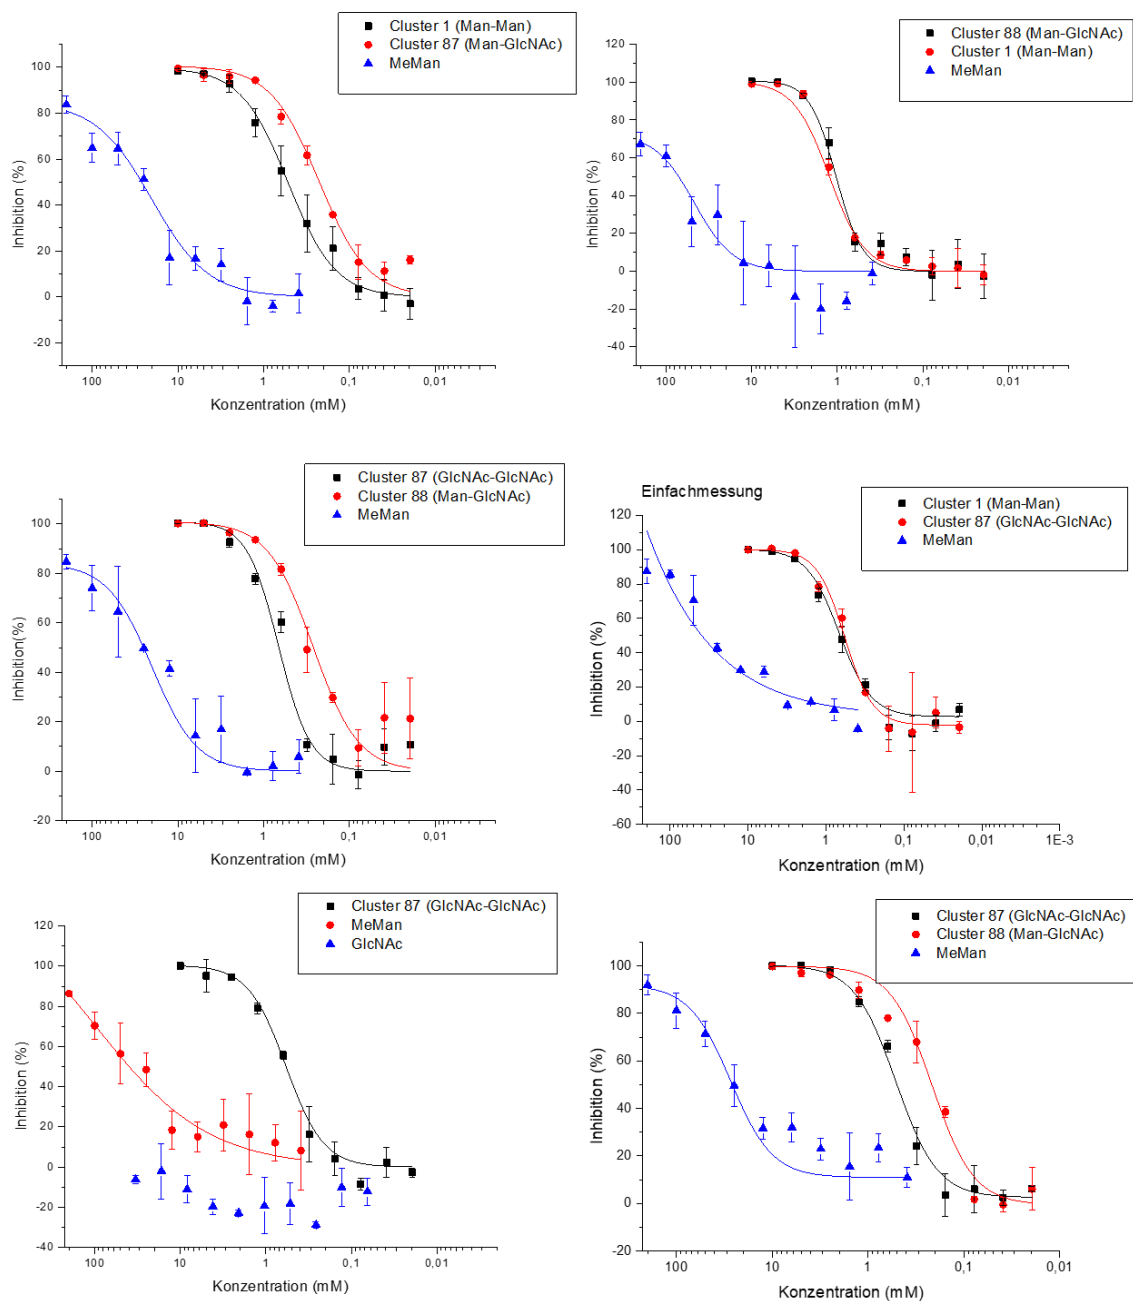 Cluster 1 (Man-Man)
Cluster 87 (Man-GlcNAc)
MeMan
100
80
60
40
20
0
-20
Inhibition (%)
100
10
1
0,1
0,01
Konzentration (mM)
Cluster 88 (Man-GlcNAc)
Cluster 1 (Man-Man)
MeMan
120
100
80
60
40
20
0
-20
-40
Inhibition (%)
100
10
1
0,1
0,01
Konzentration (mM)
Cluster 87 (GlcNAc-GlcNAc)
Cluster 88 (Man-GlcNAc)
MeMan
100
80
60
40
20
0
-20
Inhibition(%)
100
10
1
0,1
0,01
Konzentration (mM)
Einfachmessung
Cluster 1 (Man-Man)
Cluster 87 (GlcNAc-GlcNAc)
MeMan
120
100
80
60
40
20
0
-20
-40
-60
Inhibition (%)
100
10
1
0,1
0,01
1E-3
Konzentration (mM)
Cluster 87 (GlcNAc-GlcNAc)
MeMan
GlcNAc
120
100
80
60
40
20
0
-20
-40
Inhibition (%)
100
10
1
0,1
0,01
Konzentration (mM)
Cluster 87 (GlcNAc-GlcNAc)
Cluster 88 (Man-GlcNAc)
MeMan
120
100
80
60
40
20
0
-20
Inhibition (%)
100
10
1
0,1
0,01
Konzentration (mM)